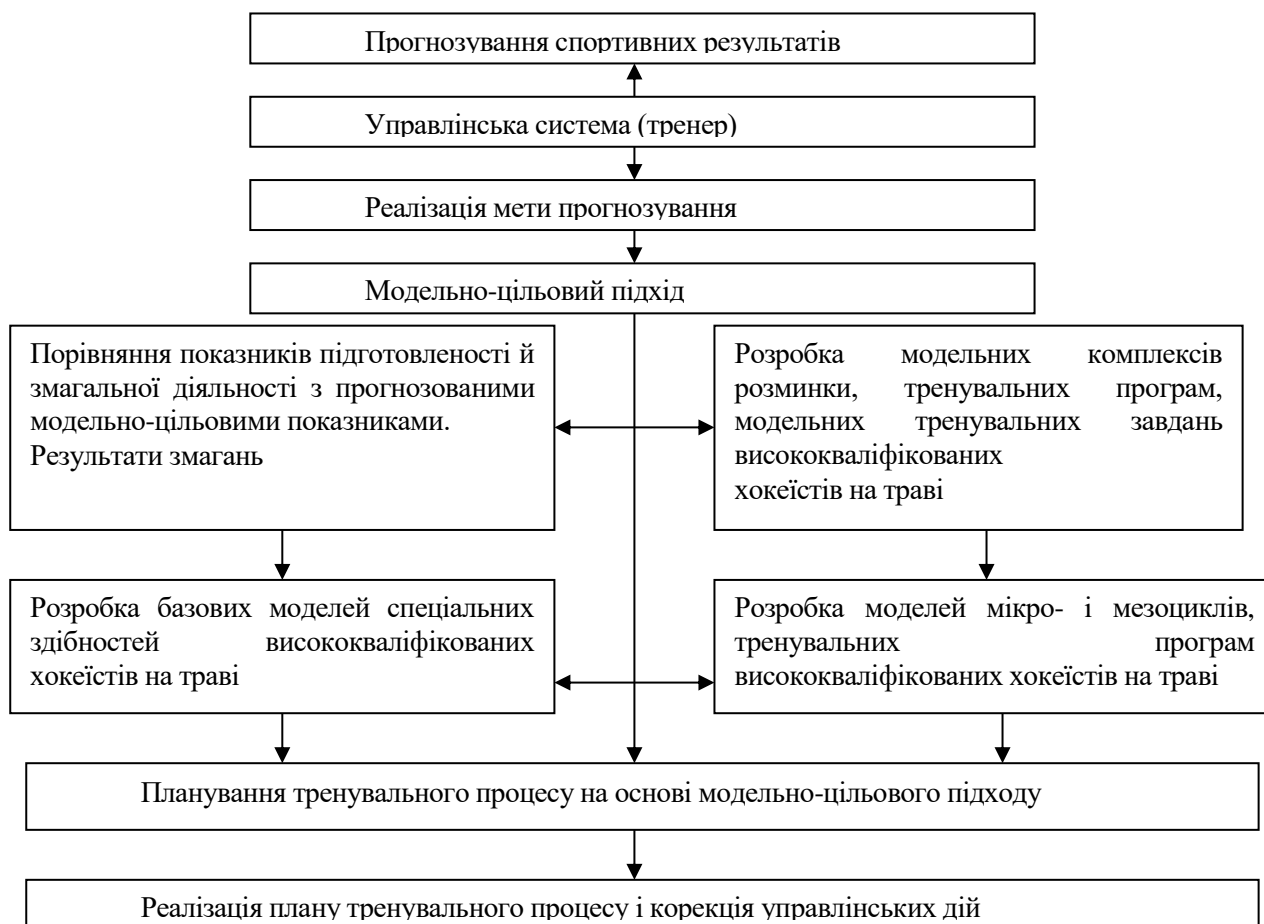 Прогнозування спортивних результатів
Управлінська система (тренер)
Реалізація мети прогнозування
Модельно-цільовий підхід
Порівняння показників підготовленості й
змагальної діяльності з прогнозованими
модельно-цільовими показниками.
Результати змагань
Розробка модельних комплексів
розминки, тренувальних програм,
модельних тренувальних завдань
висококваліфікованих
хокеїстів на траві
Розробка базових моделей спеціальних
здібностей висококваліфікованих
хокеїстів на траві
Розробка моделей мікро- і мезоциклів,
тренувальних програм
висококваліфікованих хокеїстів на траві
Планування тренувального процесу на основі модельно-цільового підходу
Реалізація плану тренувального процесу і корекція управлінських дій